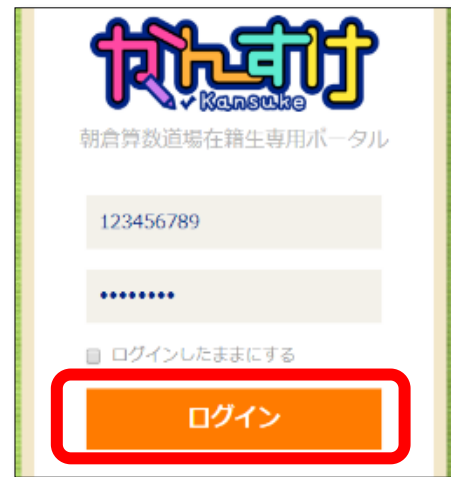 かんすけ
Kansuke
朝倉算数道場在籍生専用ポータル
123456789
••••••••
ログインしたままにする
ログイン